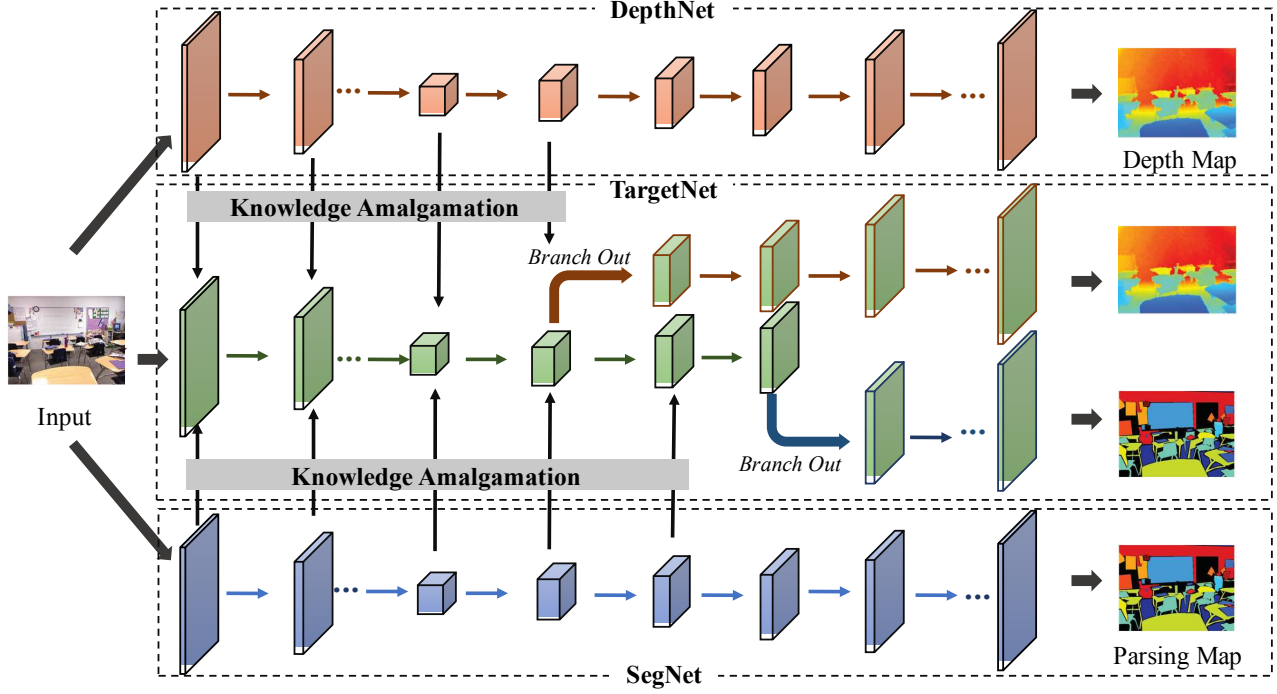 DepthNet
Depth Map
TargetNet
Knowledge Amalgamation
Branch Out
Input
Branch Out
Knowledge Amalgamation
Parsing Map
SegNet